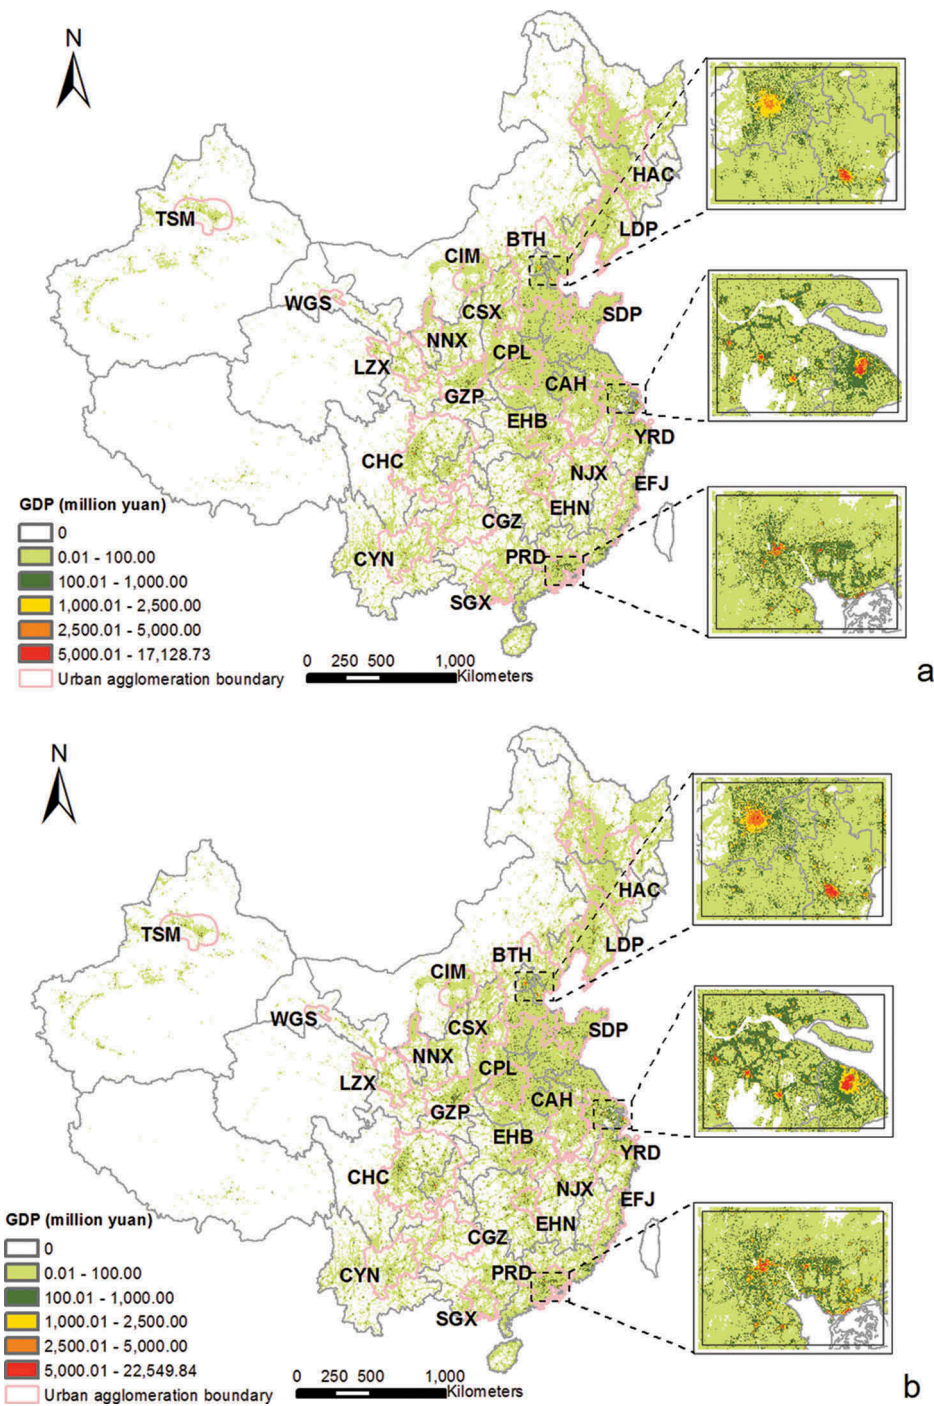 N
HAC
TSM
LDP
BTH
CIM
WGS
CSX
SDP
NNX
CPL
LZX
CAH
GZP
EHB
YRD
CHC
NJX
EFJ
EHN
CGZ
PRD
CYN
SGX
GDP (million yuan)
0
0.01 - 100.00
100.01 - 1,000.00
1,000.01 - 2,500.00
2,500.01 - 5,000.00
5,000.01 - 17,128.73
Urban agglomeration boundary
0 250 500 1,000
Kilometers
a
N
HAC
TSM
LDP
BTH
CIM
WGS
CSX
SDP
NNX
CPL
LZX
CAH
GZP
EHB
YRD
CHC
NJX
EFJ
EHN
CGZ
PRD
CYN
SGX
GDP (million yuan)
0
0.01 - 100.00
100.01 - 1,000.00
1,000.01 - 2,500.00
2,500.01 - 5,000.00
5,000.01 - 22,549.84
Urban agglomeration boundary
0 250 500 1,000
Kilometers
b